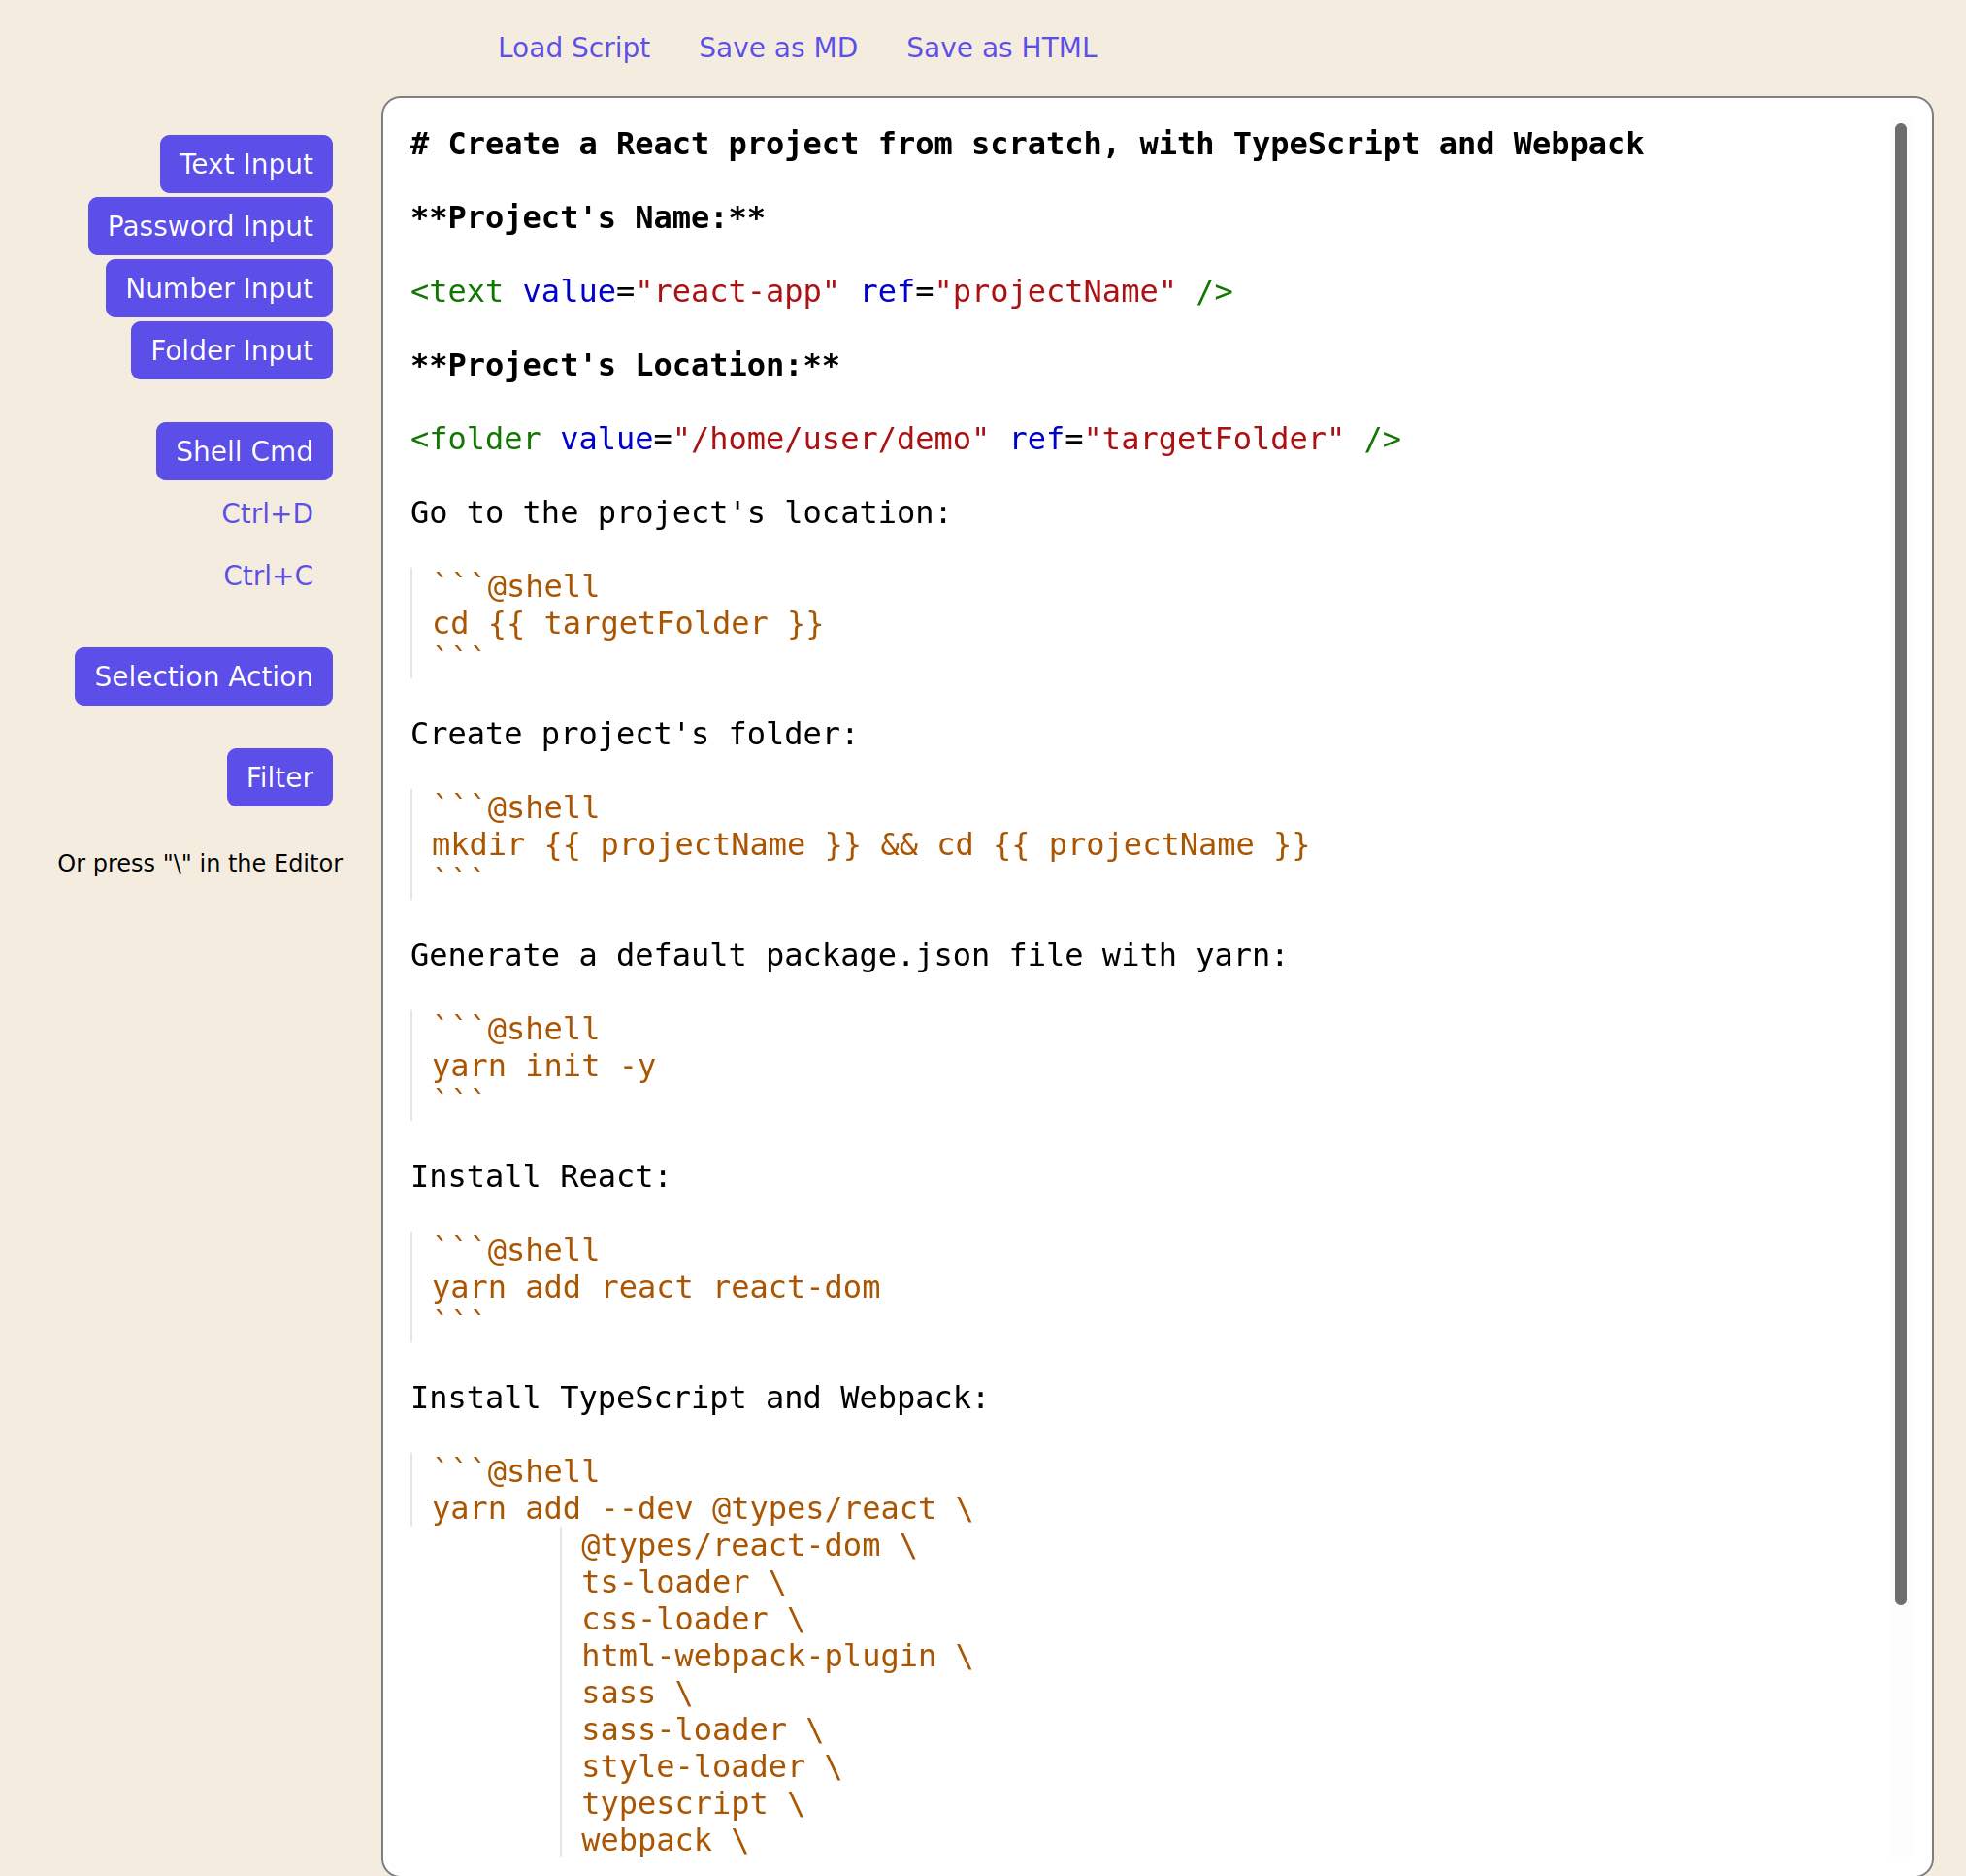 Load Script Save as MD Save as HTML
Text Input
Password Input
Number Input
Folder Input
Shell Cmd
Ctrl+D
Ctrl+C
Selection Action
Filter
Or press "\" in the Editor
# Create a React project from scratch, with TypeScript and Webpack
**Project's Name:**
<text value="react-app" ref="projectName" />
**Project's Location:**
<folder value="/home/user/demo" ref="targetFolder" />
Go to the project's location:
```@shell
cd {{ targetFolder }}
```
Create project's folder:
```@shell
mkdir {{ projectName }} && cd {{ projectName }}
```
Generate a default package.json file with yarn:
```@shell
yarn init -y
```
Install React:
```@shell
yarn add react react-dom
```
Install TypeScript and Webpack:
```@shell
yarn add --dev @types/react \
@types/react-dom \
ts-loader \
css-loader \
html-webpack-plugin \
sass \
sass-loader \
style-loader \
typescript \
webpack \